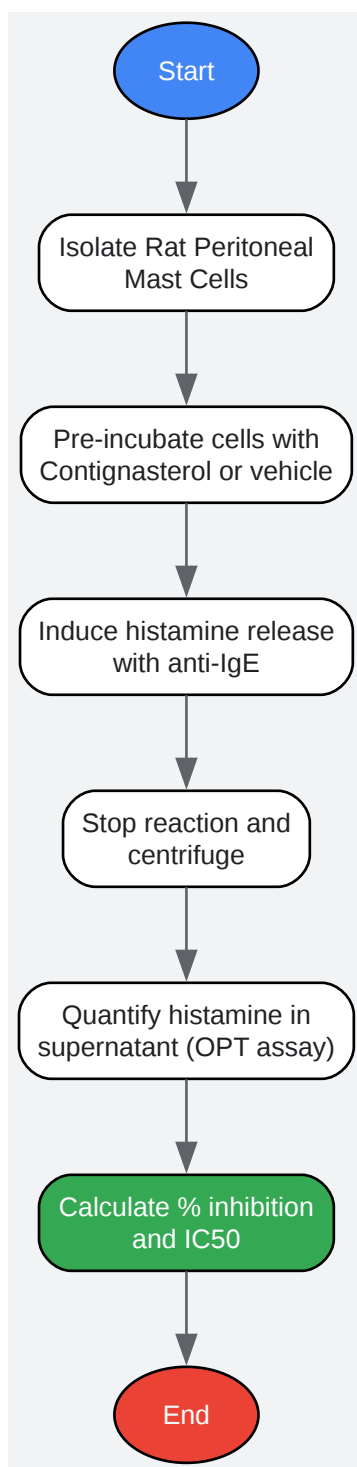 Start
Isolate Rat Peritoneal
Mast Cells
Pre-incubate cells with
Contignasterol or vehicle
Induce histamine release
with anti-IgE
Stop reaction and
centrifuge
Quantify histamine in
supernatant (OPT assay)
Calculate % inhibition
and IC50
End